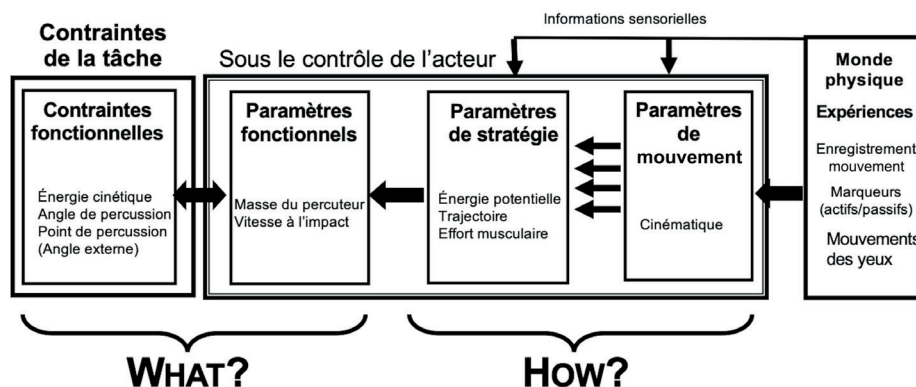 Informations sensorielles
Contraintes
de la tâche
Sous le contrôle de l'acteur
Contraintes
fonctionnelles
Énergie cinétique
Angle de percussion
Point de percussion
(Angle externe)
Paramètres
fonctionnels
Masse du percuteur
Vitesse à l'impact
Paramètres
de stratégie
Énergie potentielle
Trajectoire
Effort musculaire
Paramètres
de
mouvement
Cinématique
Monde
physique
Expériences
Enregistrement
mouvement
Marqueurs
(actifs/passifs)
Mouvements
des yeux
WHAT?
HOW?